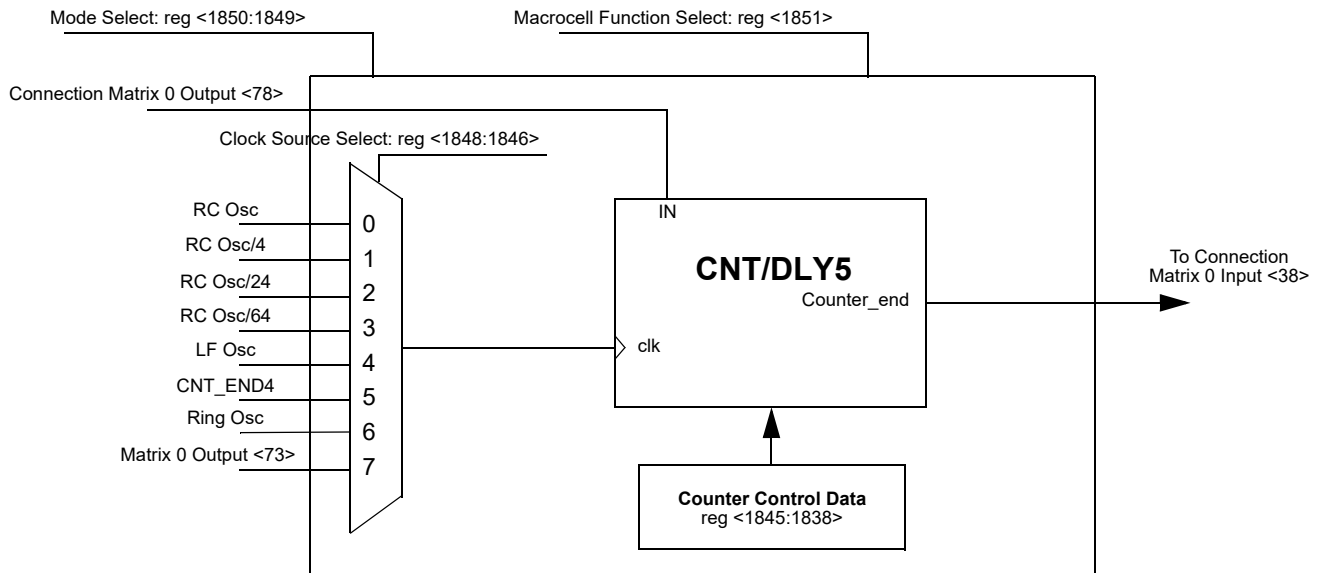 Mode Select: reg <1850:1849>
Macrocell Function Select: reg <1851>
Connection Matrix 0 Output <78>
Clock Source Select: reg <1848:1846>
RC Osc
0
RC Osc/4
1
RC Osc/24
2
RC Osc/64
3
LF Osc
4
CNT_END4
5
Ring Osc
6
Matrix 0 Output <73>
7
IN
CNT/DLY5
Counter_end
clk
To Connection
Matrix 0 Input <38>
Counter Control Data
reg <1845:1838>